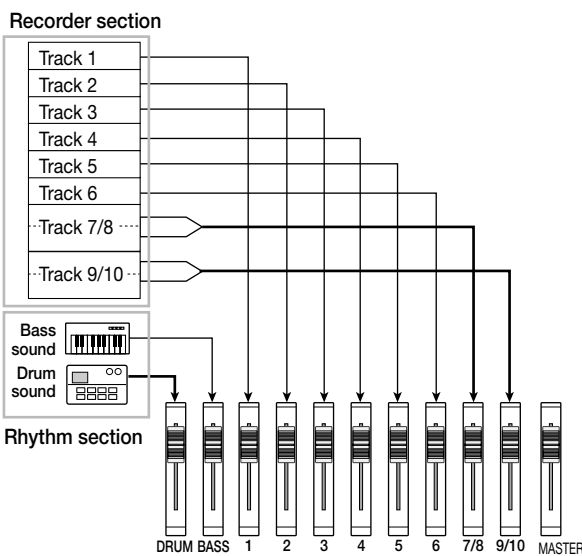 Recorder section
Track 1
Track 2
Track 3
Track 4
Track 5
Track 6
Track 7/8
Track 9/10
Bass
sound
Drum
sound
Rhythm section
DRUM BASS 1 2 3 4 5 6 7/8 9/10 MASTER